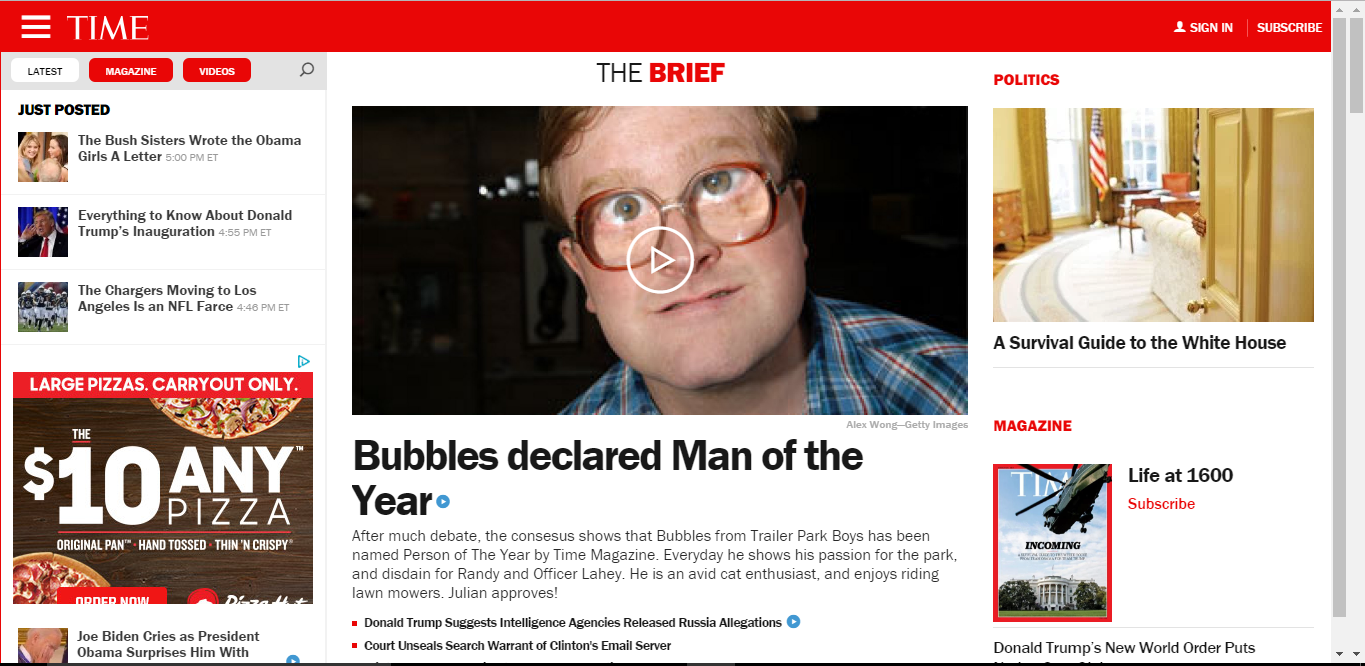 TIME
SIGN IN
SUBSCRIBE
LATEST
MAGAZINE
VIDEOS
JUST POSTED
The Bush Sisters Wrote the Obama
Girls A Letter 5:00 PM ET
Everything to Know About Donald
Trump's Inauguration 4:55 PM ET
The Chargers Moving to Los
Angeles Is an NFL Farce 4:46 PM ET
LARGE PIZZAS. CARRYOUT ONLY.
THE
$10 ANY™
PIZZA
ORIGINAL PAN™ • HAND TOSSED • THIN 'N CRISPY®
ORDER NOW
Pizza Hut
Joe Biden Cries as President
Obama Surprises Him With
THE BRIEF
Alex Wong—Getty Images
Bubbles declared Man of the
Year
After much debate, the consesus shows that Bubbles from Trailer Park Boys has been
named Person of The Year by Time Magazine. Everyday he shows his passion for the park,
and disdain for Randy and Officer Lahey. He is an avid cat enthusiast, and enjoys riding
lawn mowers. Julian approves!
Donald Trump Suggests Intelligence Agencies Released Russia Allegations
Court Unseals Search Warrant of Clinton's Email Server
POLITICS
A Survival Guide to the White House
MAGAZINE
TIME
INCOMING
Life at 1600
Subscribe
Donald Trump's New World Order Puts